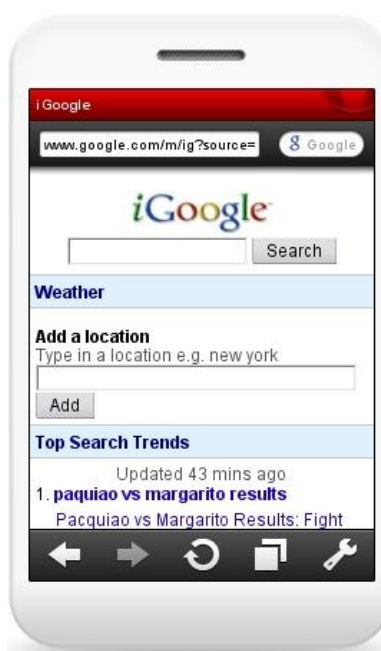 iGoogle
www.google.com/m/ig?source=
g Google
iGoogle™
Search
Weather
Add a location
Type in a location e.g. new york
Add
Top Search Trends
Updated 43 mins ago
1. paquiao vs margarito results
Pacquiao vs Margarito Results: Fight